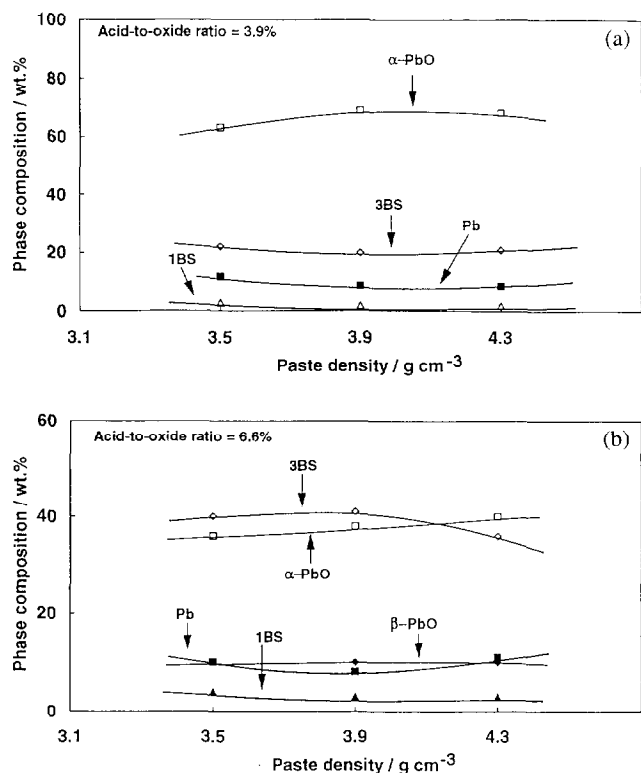 100
Acid-to-oxide ratio = 3.9%
(a)
α-PbO
80
60
40
3BS
Pb
20
1BS
0
3.1
3.5
3.9
4.3
Phase composition / wt.%
Paste density / g cm⁻³
60
Acid-to-oxide ratio = 6.6%
(b)
3BS
40
α-PbO
Pb
1BS
β-PbO
20
0
3.1
3.5
3.9
4.3
Phase composition / wt.%
Paste density / g cm⁻³